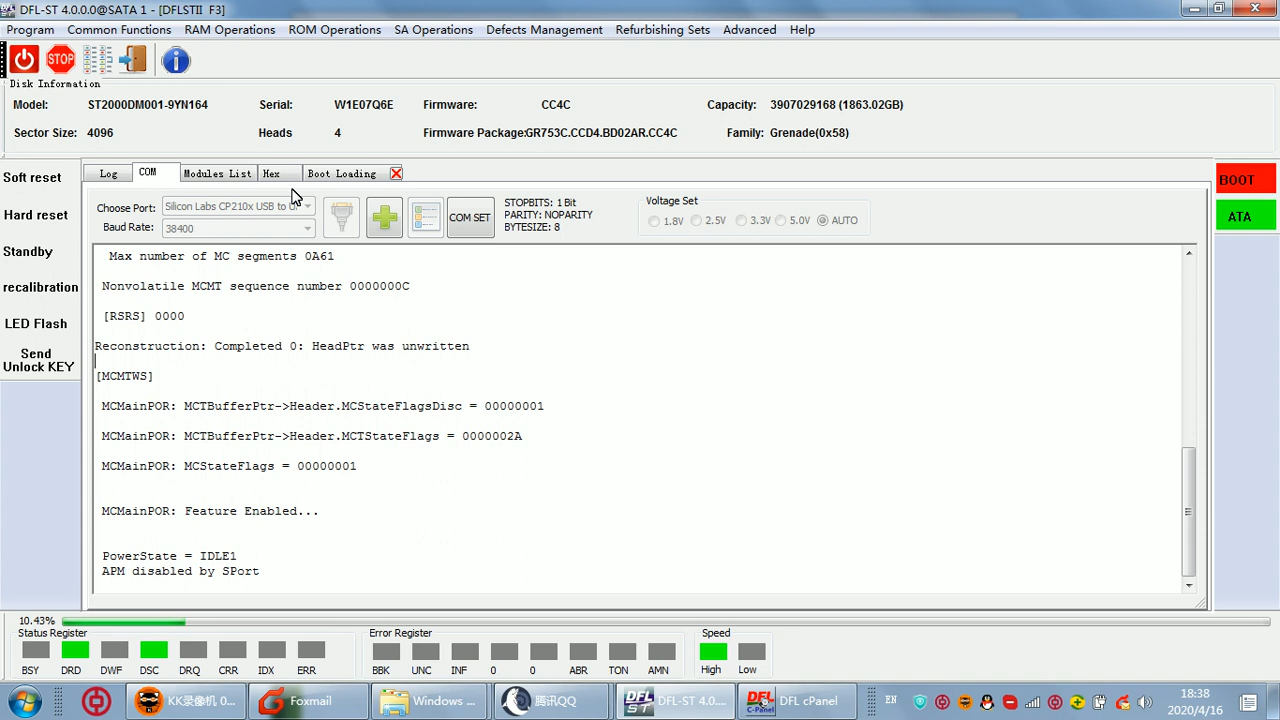 DFL-ST 4.0.0.0@SATA 1 - [DFLSTII F3]
Program Common Functions RAM Operations ROM Operations SA Operations Defects Management Refurbishing Sets Advanced Help
STOP
Disk Information
Model: ST2000DM001-9YN164 Serial: W1E07Q6E Firmware: CC4C Capacity: 3907029168 (1863.02GB)
Sector Size: 4096 Heads 4 Firmware Package:GR753C.CCD4.BD02AR.CC4C Family: Grenade(0x58)
Soft reset
Hard reset
Standby
recalibration
LED Flash
Send
Unlock KEY
Log COM Modules List Hex Boot Loading
Choose Port: Silicon Labs CP210x USB to
Baud Rate: 38400
COM SET
STOPBITS: 1 Bit
PARITY: NOPARITY
BYTESIZE: 8
Voltage Set
1.8V 2.5V 3.3V 5.0V AUTO
BOOT
ATA
Max number of MC segments 0A61
Nonvolatile MCMT sequence number 0000000C
[RSRS] 0000
Reconstruction: Completed 0: HeadPtr was unwritten
[MCMTWS]
MCMainPOR: MCTBufferPtr->Header.MCStateFlagsDisc = 00000001
MCMainPOR: MCTBufferPtr->Header.MCTStateFlags = 0000002A
MCMainPOR: MCStateFlags = 00000001
MCMainPOR: Feature Enabled...
PowerState = IDLE1
APM disabled by SPort
10.43%
Status Register
BSY DRD DWF DSC DRQ CRR IDX ERR
Error Register
BBK UNC INF 0 0 ABR TON AMN
Speed
High Low
KK录像机 0... Foxmail Windows ... 腾讯QQ DFL-ST 4.0.... DFL cPanel
EN
18:38
2020/4/16